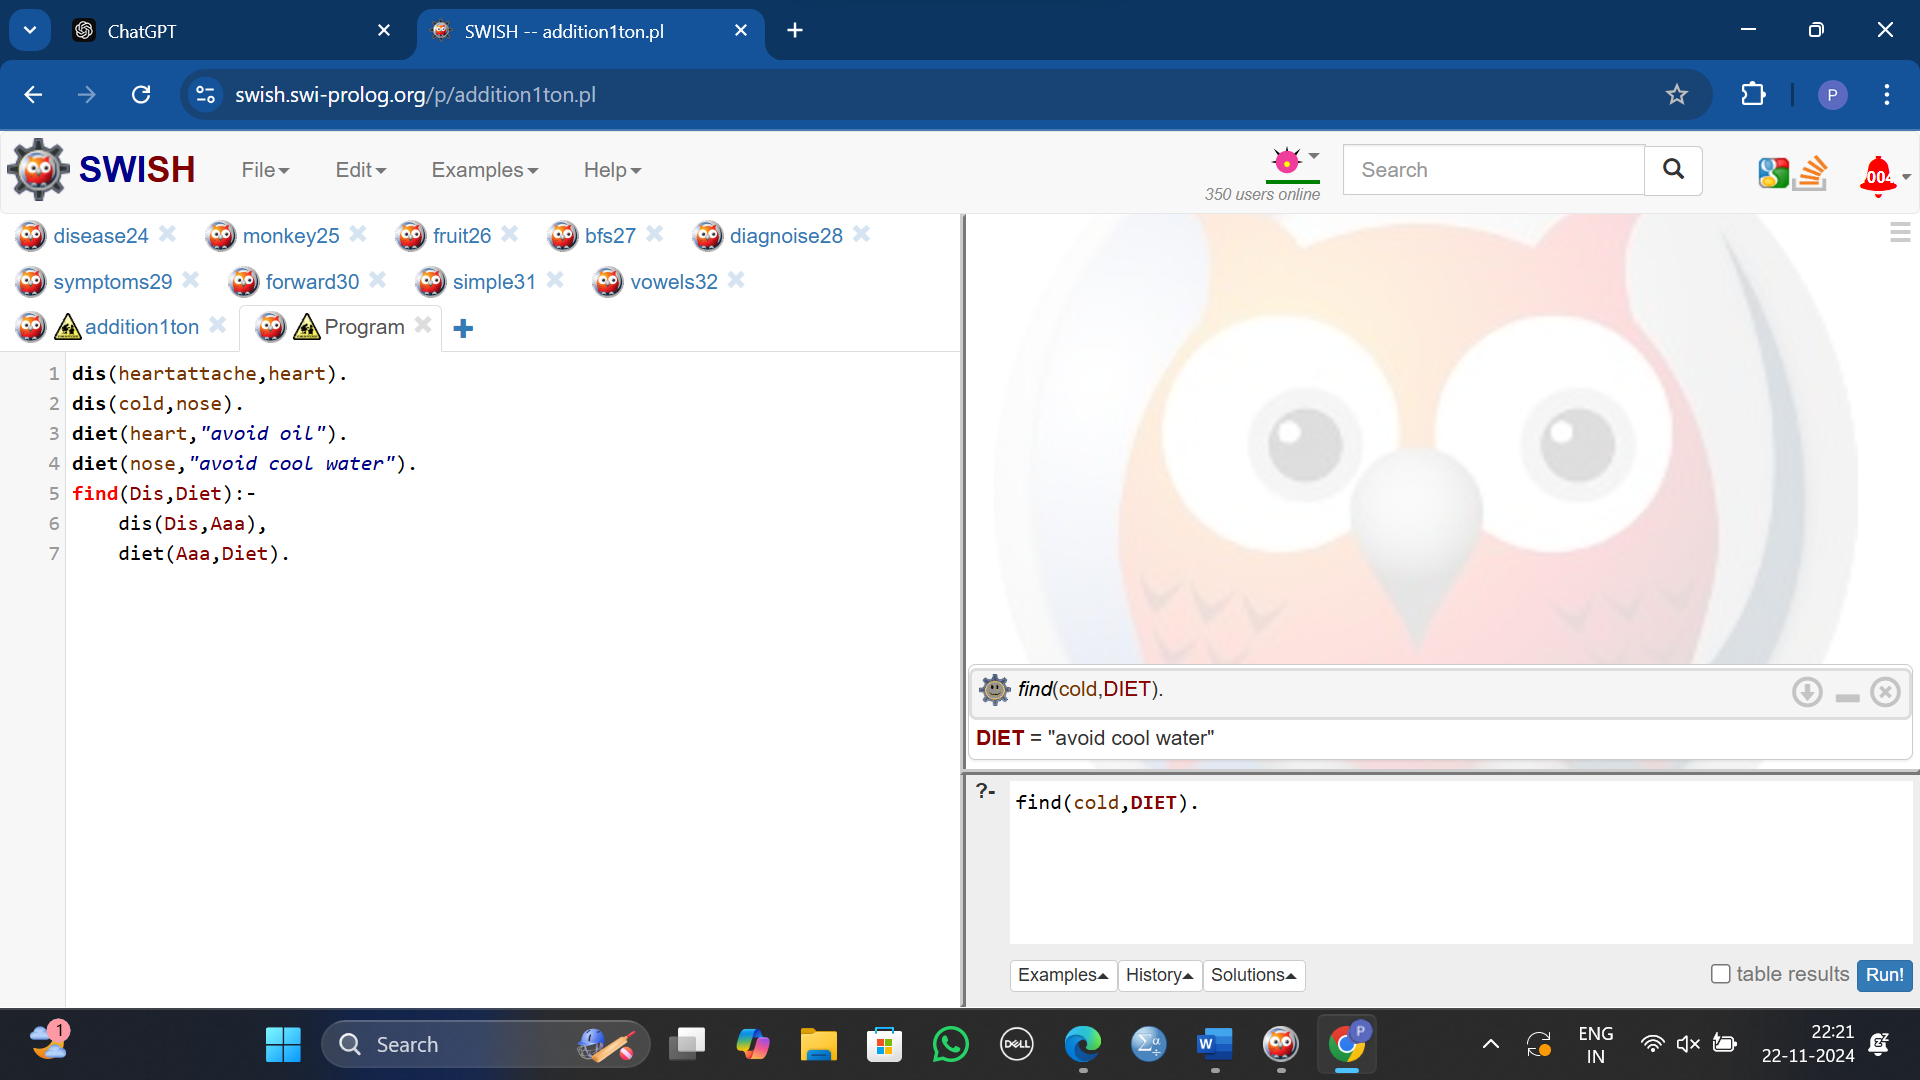 ChatGPT
SWISH -- addition1ton.pl
swish.swi-prolog.org/p/addition1ton.pl
P
SWISH
File
Edit
Examples
Help
350 users online
Search
disease24
monkey25
fruit26
bfs27
diagnoise28
symptoms29
forward30
simple31
vowels32
addition1ton
Program
1 dis(heartattache,heart).
2 dis(cold,nose).
3 diet(heart,"avoid oil").
4 diet(nose,"avoid cool water").
5 find(Dis,Diet):-
6 dis(Dis,Aaa),
7 diet(Aaa,Diet).
find(cold,DIET).
DIET = "avoid cool water"
?- find(cold,DIET).
Examples
History
Solutions
table results
Run!
1
Search
DELL
W
P
ENG
IN
22:21
22-11-2024